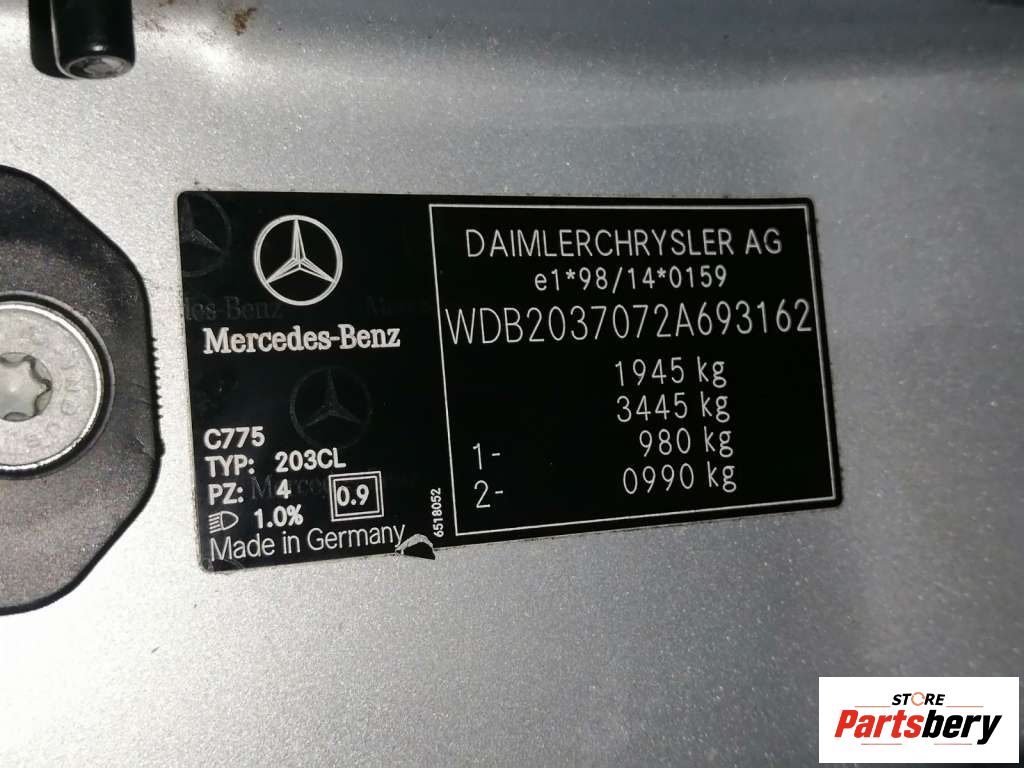 Mercedes-Benz
C775
TYP: 203CL
PZ: 4
0.9
1.0%
Made in Germany
6518052
DAIMLERCHRYSLER AG
e1*98/14*0159
WDB2037072A693162
1945 kg
3445 kg
1- 980 kg
2- 0990 kg
INBUS
STORE
Partsbery